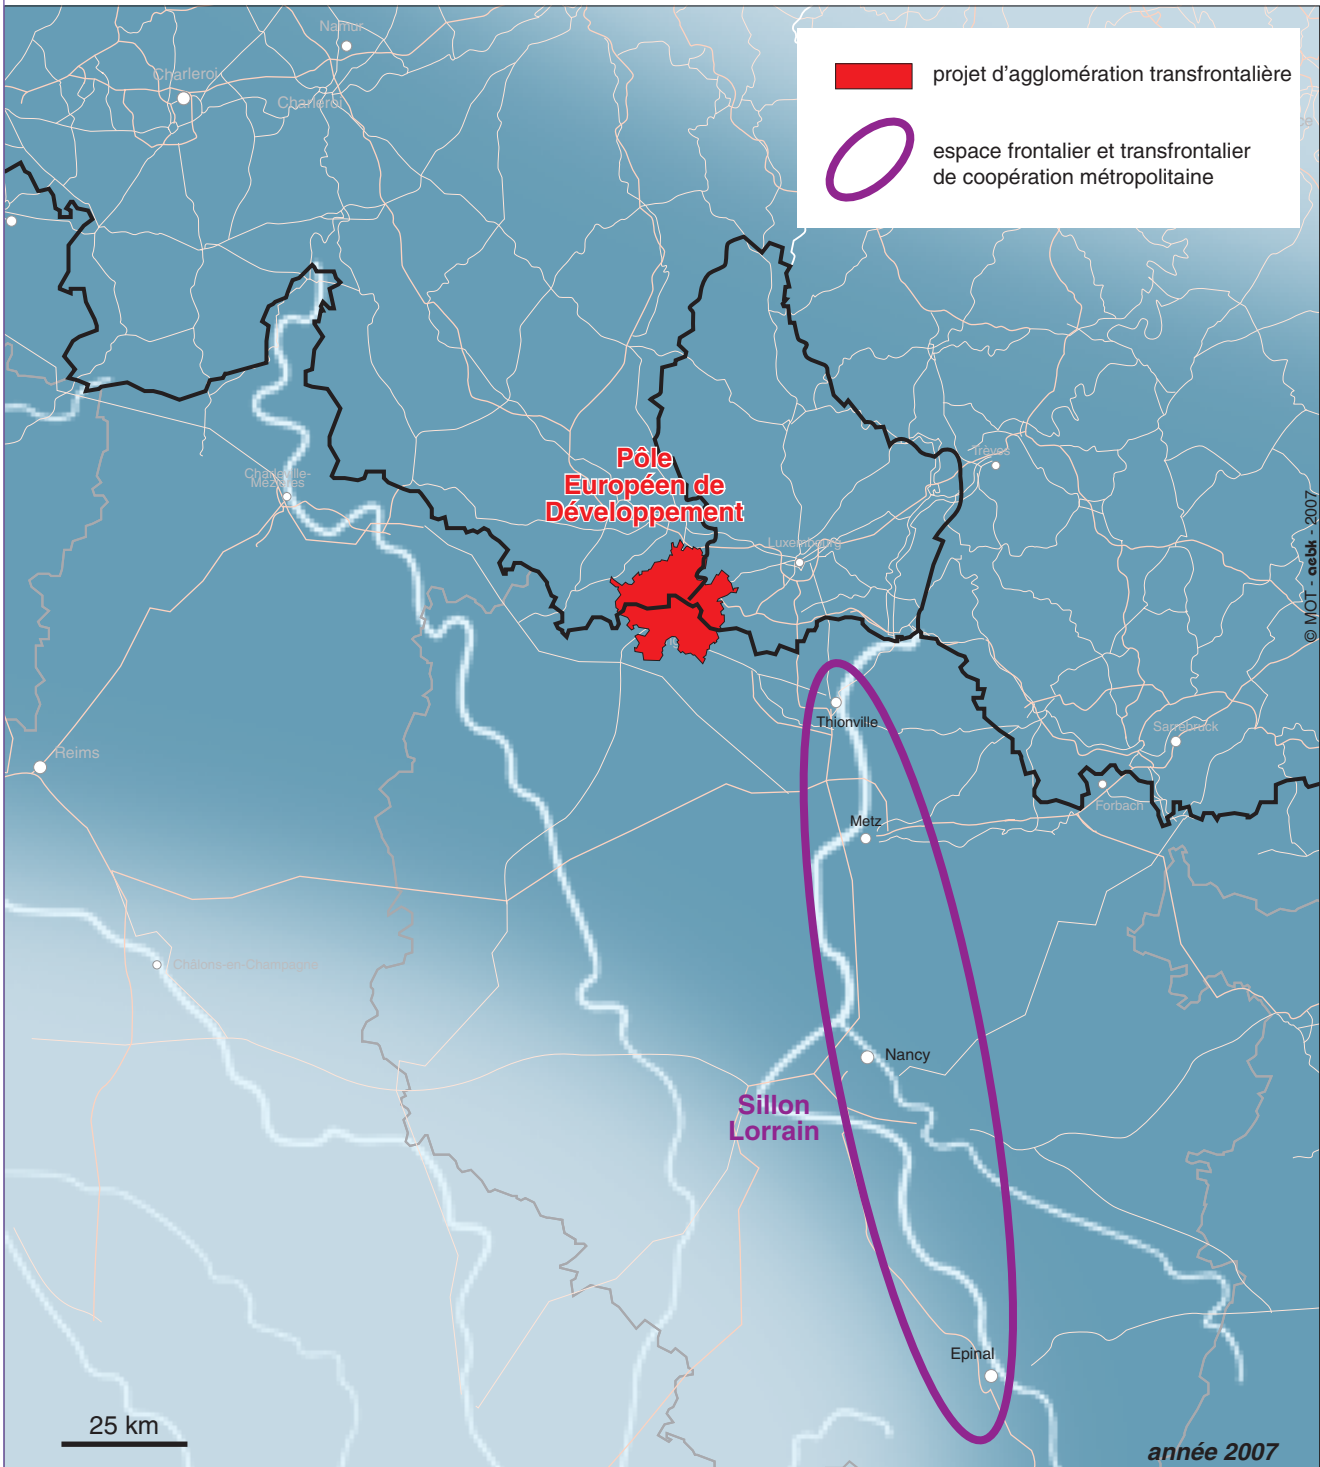 Namur
Charleroi
Charleroi
projet d'agglomération transfrontalière
espace frontalier et transfrontalier
de coopération métropolitaine
Charleville-
Mézières
Pôle
Européen de
Développement
Trèves
Luxembourg
© MOT - aebk - 2007
Thionville
Sarrebruck
Reims
Forbach
Metz
Châlons-en-Champagne
Nancy
Sillon
Lorrain
Epinal
25 km
année 2007